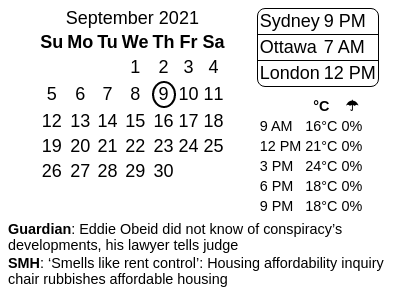 September 2021
Su Mo Tu We Th Fr Sa
1 2 3 4
5 6 7 8 9 10 11
12 13 14 15 16 17 18
19 20 21 22 23 24 25
26 27 28 29 30
Sydney 9 PM
Ottawa 7 AM
London 12 PM
°C ☂
9 AM 16°C 0%
12 PM 21°C 0%
3 PM 24°C 0%
6 PM 18°C 0%
9 PM 18°C 0%
Guardian: Eddie Obeid did not know of conspiracy’s
developments, his lawyer tells judge
SMH: ‘Smells like rent control’: Housing affordability inquiry
chair rubbishes affordable housing